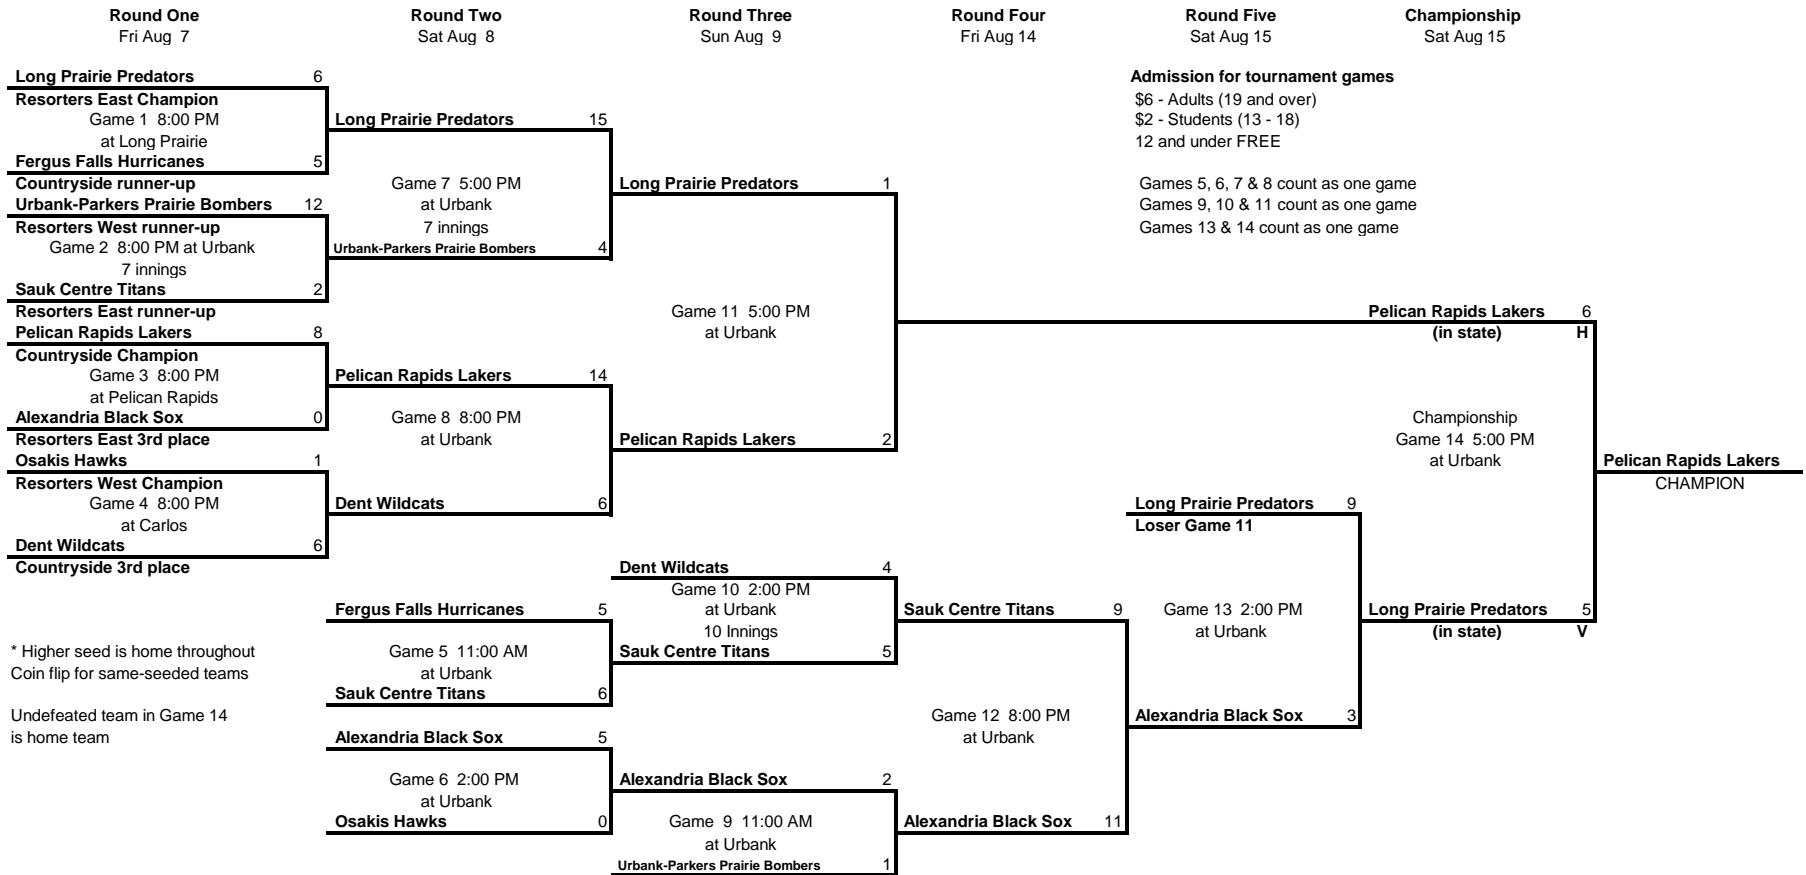 Round One
Fri Aug 7
Round Two
Sat Aug 8
Round Three
Sun Aug 9
Round Four
Fri Aug 14
Round Five
Sat Aug 15
Championship
Sat Aug 15
Long Prairie Predators 6
Resorters East Champion
Game 1 8:00 PM
at Long Prairie
Fergus Falls Hurricanes 5
Countryside runner-up
Urbank-Parkers Prairie Bombers 12
Resorters West runner-up
Game 2 8:00 PM at Urbank
7 innings
Sauk Centre Titans 2
Resorters East runner-up
Pelican Rapids Lakers 8
Countryside Champion
Game 3 8:00 PM
at Pelican Rapids
Alexandria Black Sox 0
Resorters East 3rd place
Osakis Hawks 1
Resorters West Champion
Game 4 8:00 PM
at Carlos
Dent Wildcats 6
Countryside 3rd place
* Higher seed is home throughout
Coin flip for same-seeded teams
Undefeated team in Game 14
is home team
Long Prairie Predators 15
Game 7 5:00 PM
at Urbank
7 innings
Urbank-Parkers Prairie Bombers 4
Pelican Rapids Lakers 14
Game 8 8:00 PM
at Urbank
Dent Wildcats 6
Fergus Falls Hurricanes 5
Game 5 11:00 AM
at Urbank
Sauk Centre Titans 6
Alexandria Black Sox 5
Game 6 2:00 PM
at Urbank
Osakis Hawks 0
Long Prairie Predators 1
Game 11 5:00 PM
at Urbank
Pelican Rapids Lakers 2
Dent Wildcats 4
Game 10 2:00 PM
at Urbank
10 Innings
Sauk Centre Titans 5
Alexandria Black Sox 2
Game 9 11:00 AM
at Urbank
Urbank-Parkers Prairie Bombers 1
Sauk Centre Titans 9
Game 12 8:00 PM
at Urbank
Alexandria Black Sox 11
Admission for tournament games
$6 - Adults (19 and over)
$2 - Students (13 - 18)
12 and under FREE
Games 5, 6, 7 & 8 count as one game
Games 9, 10 & 11 count as one game
Games 13 & 14 count as one game
Long Prairie Predators 9
Loser Game 11
Game 13 2:00 PM
at Urbank
Alexandria Black Sox 3
Pelican Rapids Lakers 6
(in state) H
Championship
Game 14 5:00 PM
at Urbank
Long Prairie Predators 5
(in state) V
Pelican Rapids Lakers
CHAMPION